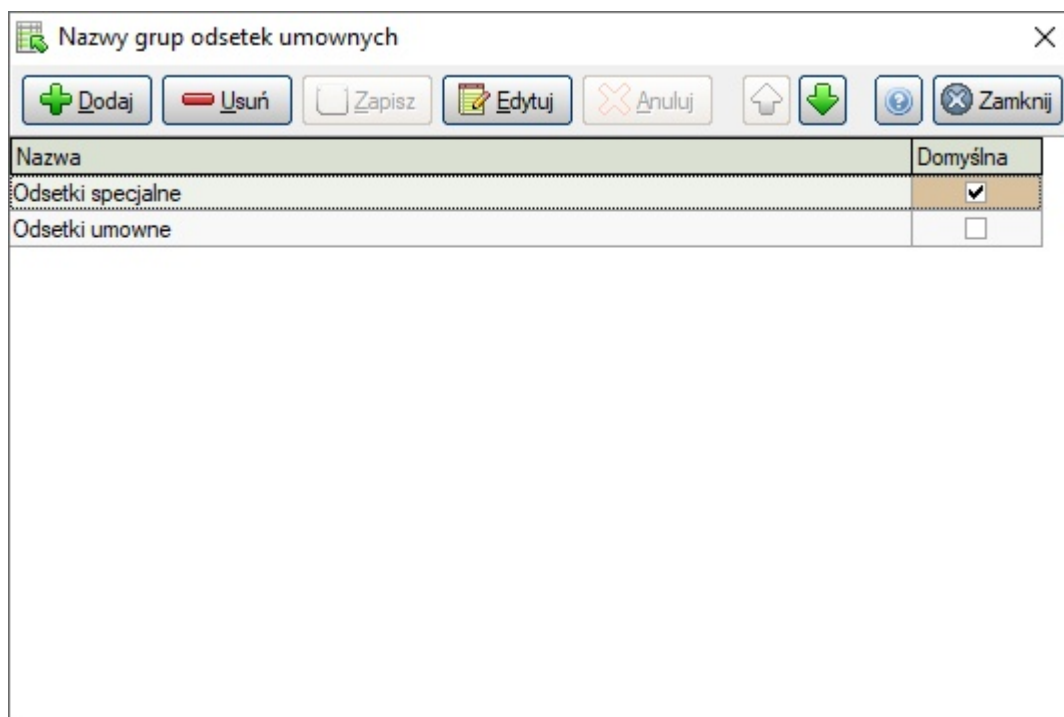 Nazwy grup odsetek umownych
Dodaj Usuń Zapisz Edytuj Anuluj Zamknij
Nazwa Domyślna
Odsetki specjalne
Odsetki umowne